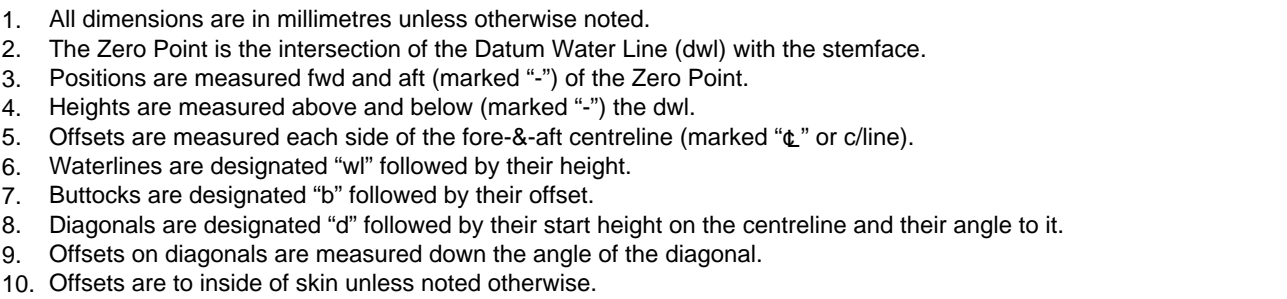 1. All dimensions are in millimetres unless otherwise noted.
2. The Zero Point is the intersection of the Datum Water Line (dwl) with the stemface.
3. Positions are measured fwd and aft (marked “-”) of the Zero Point.
4. Heights are measured above and below (marked “-”) the dwl.
5. Offsets are measured each side of the fore-&-aft centreline (marked “℄” or c/line).
6. Waterlines are designated “wl” followed by their height.
7. Buttocks are designated “b” followed by their offset.
8. Diagonals are designated “d” followed by their start height on the centreline and their angle to it.
9. Offsets on diagonals are measured down the angle of the diagonal.
10. Offsets are to inside of skin unless noted otherwise.